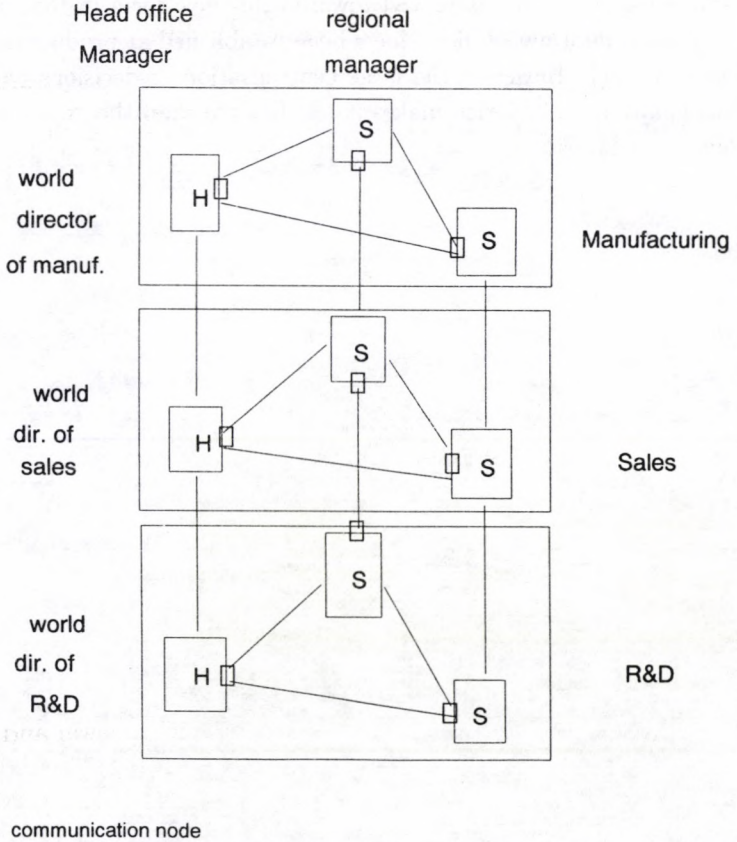 Head office
Manager
regional
manager
S
H
S
world
director
of manuf.
Manufacturing
S
H
S
world
dir. of
sales
Sales
S
H
S
world
dir. of
R&D
R&D
communication node